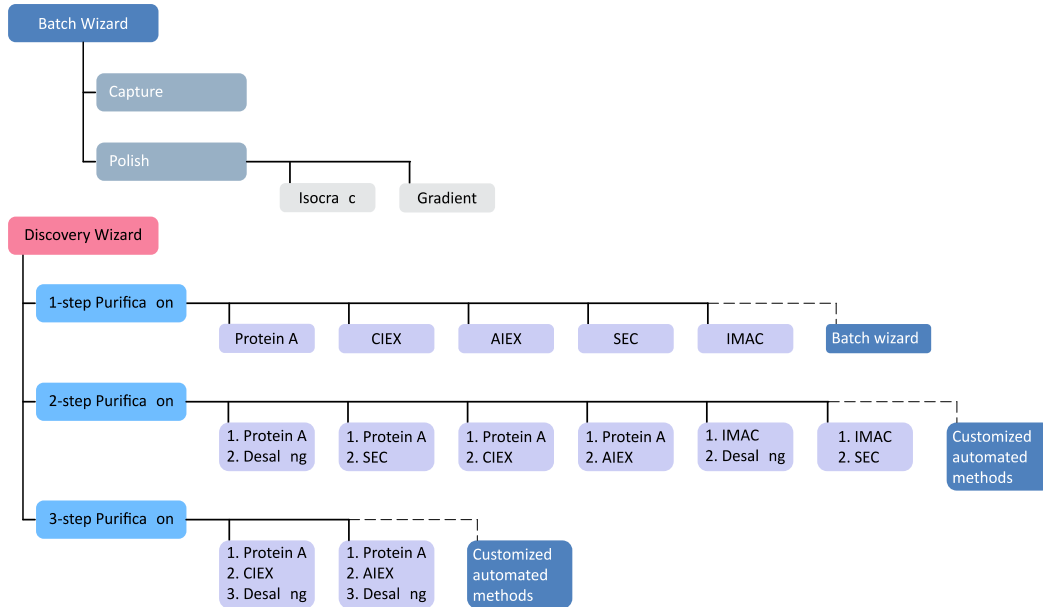 Batch Wizard
Capture
Polish
Isocra c
Gradient
Discovery Wizard
1-step Purifica on
Protein A
CIEX
AIEX
SEC
IMAC
Batch wizard
2-step Purifica on
1. Protein A
2. Desal ng
1. Protein A
2. SEC
1. Protein A
2. CIEX
1. Protein A
2. AIEX
1. IMAC
2. Desal ng
1. IMAC
2. SEC
Customized
automated
methods
3-step Purifica on
1. Protein A
2. CIEX
3. Desal ng
1. Protein A
2. AIEX
3. Desal ng
Customized
automated
methods